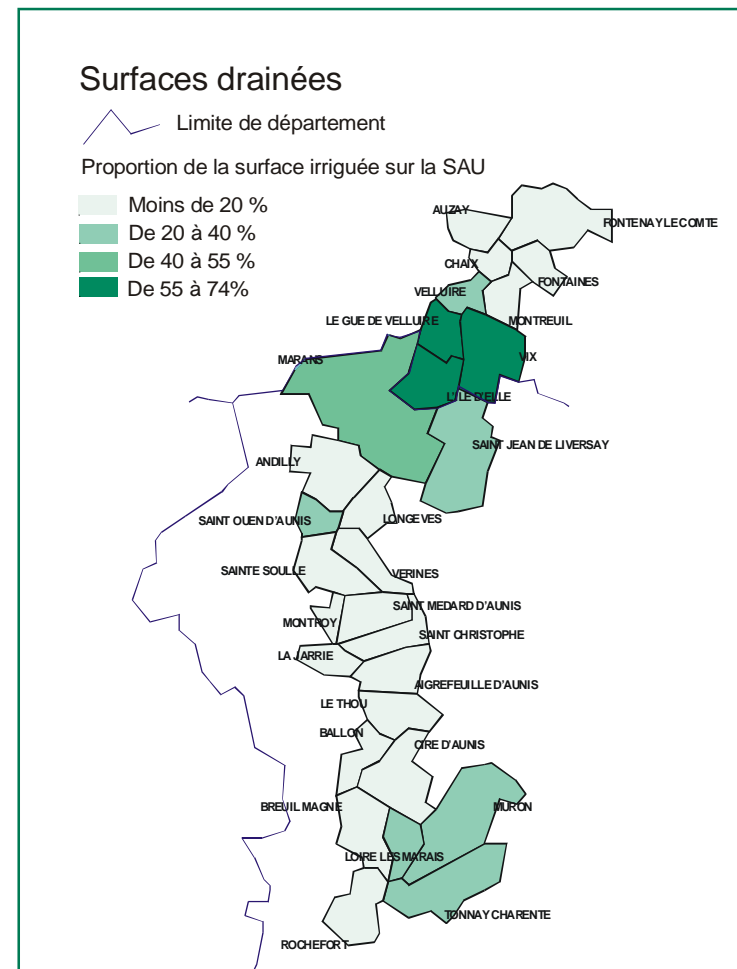 Surfaces drainées
Limite de département
Proportion de la surface irriguée sur la SAU
Moins de 20 %
De 20 à 40 %
De 40 à 55 %
De 55 à 74%
AUZAY
FONTENAY LE COMTE
CHAIX
FONTAINES
VELLUIRE
LE GUE DE VELLUIRE
MONTREUIL
MARANS
VIX
L'ILE D'ELLE
SAINT JEAN DE LIVERSAY
ANDILLY
SAINT OUEN D'AUNIS
LONGEVES
SAINTE SOULLE
VERINES
SAINT MEDARD D'AUNIS
MONTROY
SAINT CHRISTOPHE
LA JARRIE
AIGREFEUILLE D'AUNIS
LE THOU
BALLON
CIRE D'AUNIS
BREUIL MAGNE
MURON
LOIRE LES MARAIS
TONNAY CHARENTE
ROCHEFORT